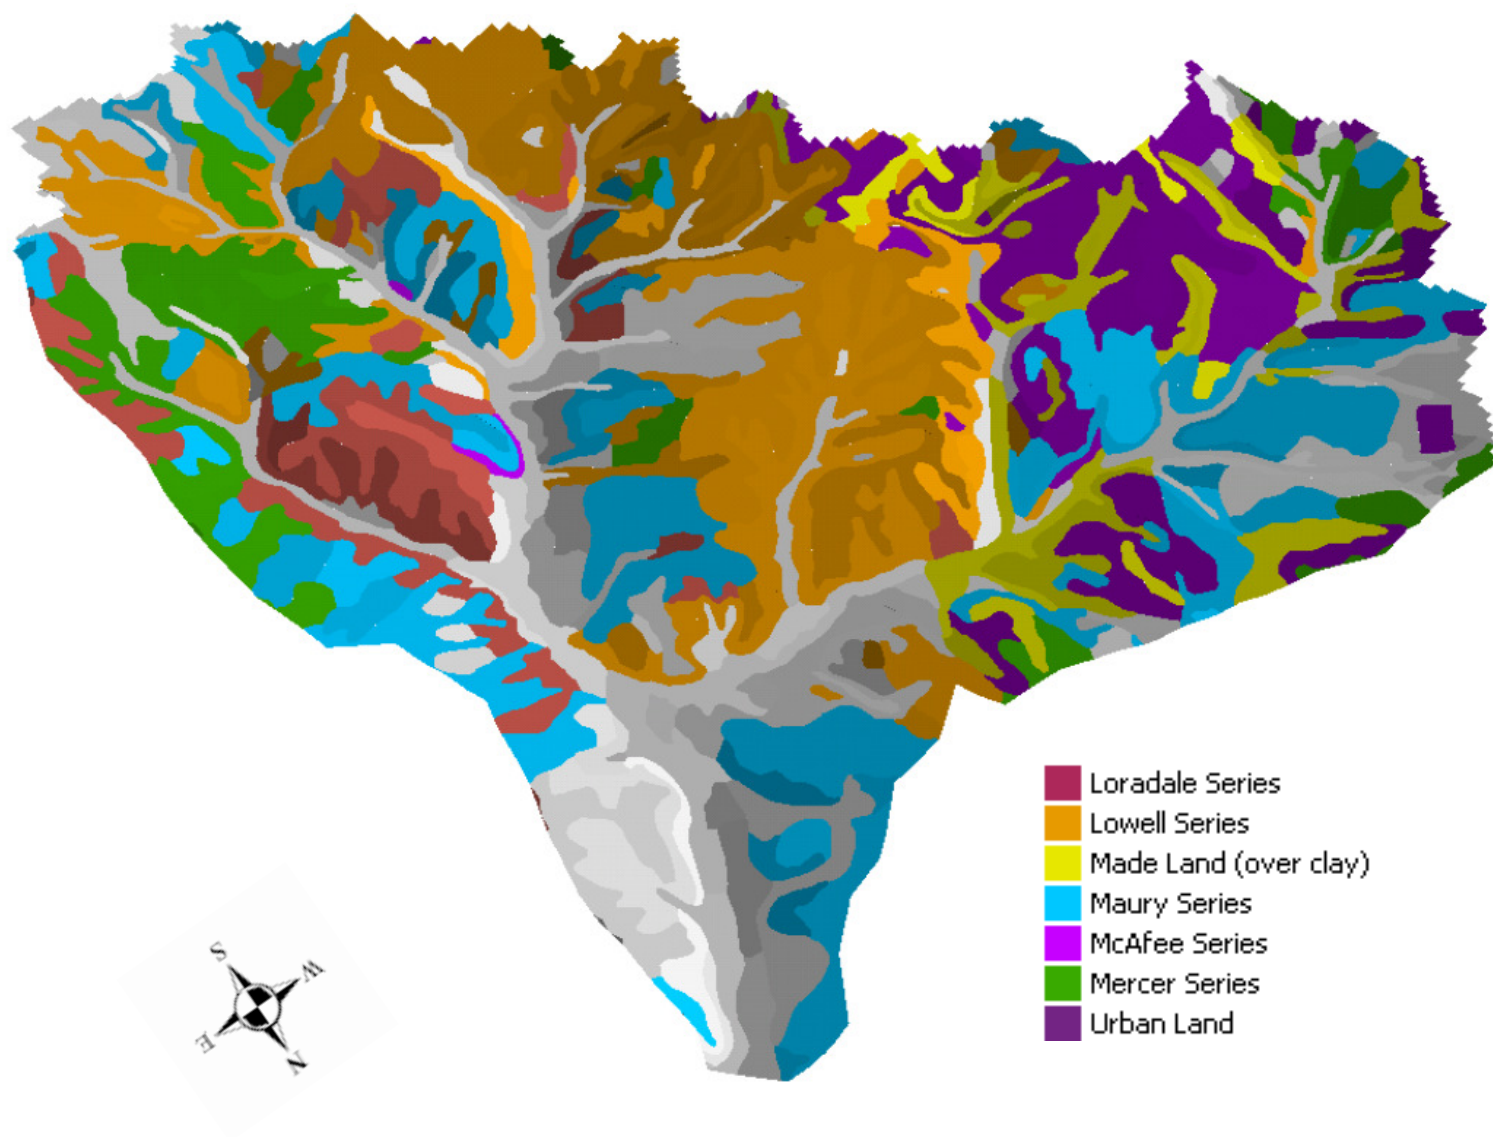 Loradale Series
Lowell Series
Made Land (over clay)
Maury Series
McAfee Series
Mercer Series
Urban Land
S
W
E
N